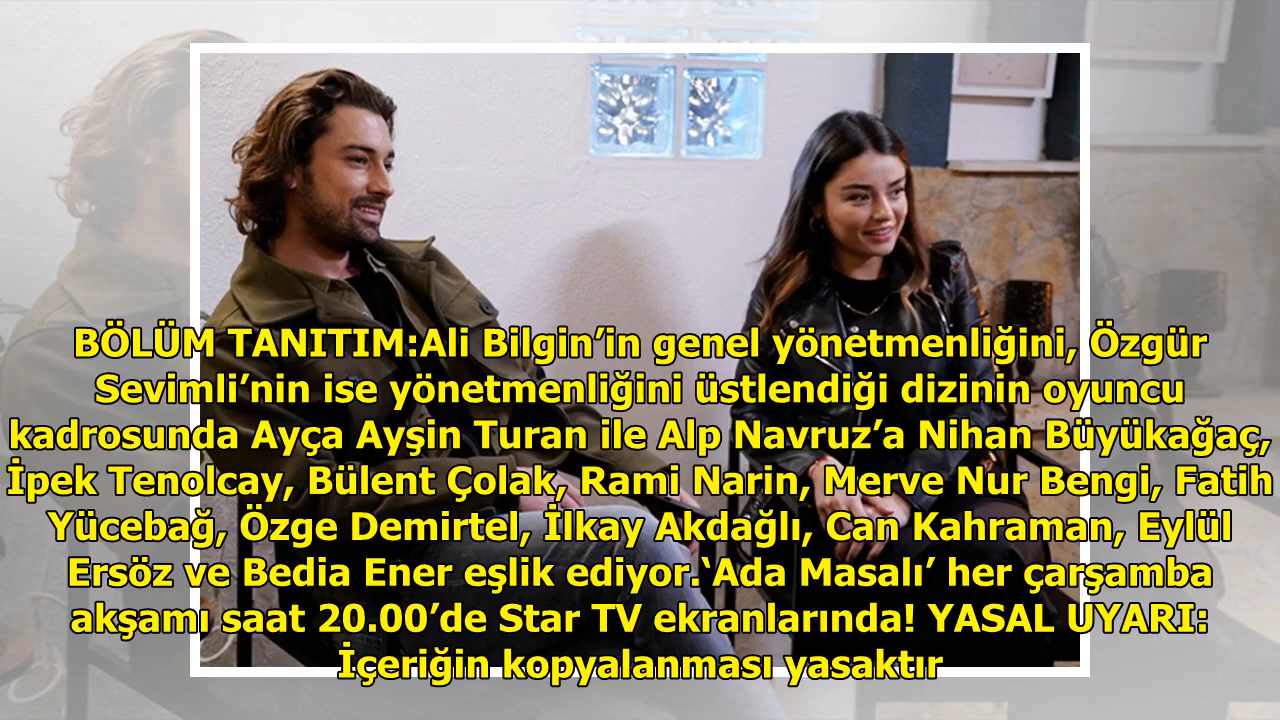 BÖLÜM TANITIM:Ali Bilgin’in genel yönetmenliğini, Özgür
Sevimli’nin ise yönetmenliğini üstlendiği dizinin oyuncu
kadrosunda Ayça Ayşin Turan ile Alp Navruz’a Nihan Büyükağaç,
İpek Tenolcay, Bülent Çolak, Rami Narin, Merve Nur Bengi, Fatih
Yücebağ, Özge Demirtel, İlkay Akdağlı, Can Kahraman, Eylül
Ersöz ve Bedia Ener eşlik ediyor.‘Ada Masalı’ her çarşamba
akşamı saat 20.00’de Star TV ekranlarında! YASAL UYARI:
İçeriğin kopyalanması yasaktır